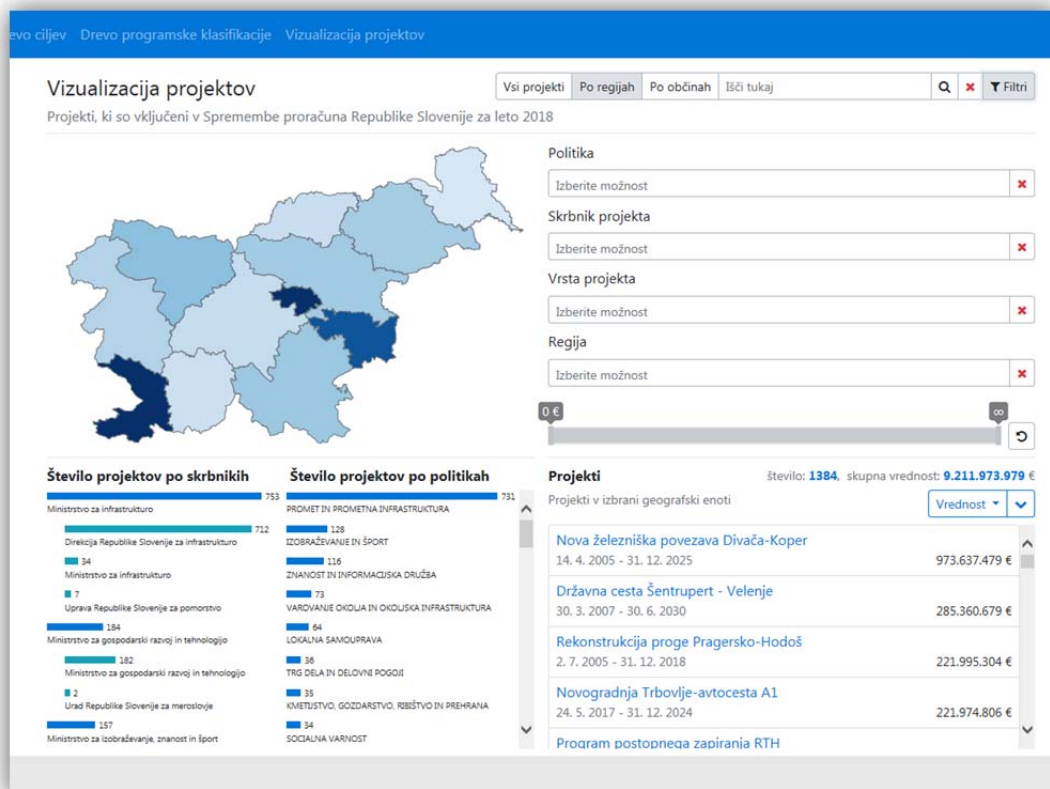 evo ciljev Drevo programske klasifikacije Vizualizacija projektov
Vizualizacija projektov
Vsi projekti Po regijah Po občinah Išči tukaj Filtri
Projekti, ki so vključeni v Spremembe proračuna Republike Slovenije za leto 2018
Politika
Izberite možnost
Skrbnik projekta
Izberite možnost
Vrsta projekta
Izberite možnost
Regija
Izberite možnost
0 € ∞
Število projektov po skrbnikih
753
Ministrstvo za infrastrukturo
712
Direkcija Republike Slovenije za infrastrukturo
34
Ministrstvo za infrastrukturo
7
Uprava Republike Slovenije za pomorstvo
184
Ministrstvo za gospodarski razvoj in tehnologijo
182
Ministrstvo za gospodarski razvoj in tehnologijo
2
Urad Republike Slovenije za meroslovje
157
Ministrstvo za izobraževanje, znanost in šport
Število projektov po politikah
731
PROMET IN PROMETNA INFRASTRUKTURA
128
IZOBRAŽEVANJE IN ŠPORT
116
ZNANOST IN INFORMACIJSKA DRUŽBA
73
VAROVANJE OKOLJA IN OKOLJSKA INFRASTRUKTURA
64
LOKALNA SAMOUPRAVA
36
TRG DELA IN DELOVNI POGOJI
35
KMETIJSTVO, GOZDARSTVO, RIBIŠTVO IN PREHRANA
34
SOCIALNA VARNOST
Projekti število: 1384, skupna vrednost: 9.211.973.979 €
Projekti v izbrani geografski enoti Vrednost
Nova železniška povezava Divača-Koper
14. 4. 2005 - 31. 12. 2025 973.637.479 €
Državna cesta Šentrupert - Velenje
30. 3. 2007 - 30. 6. 2030 285.360.679 €
Rekonstrukcija proge Pragersko-Hodoš
2. 7. 2005 - 31. 12. 2018 221.995.304 €
Novogradnja Trbovlje-avtocesta A1
24. 5. 2017 - 31. 12. 2024 221.974.806 €
Program postopnega zapiranja RTH